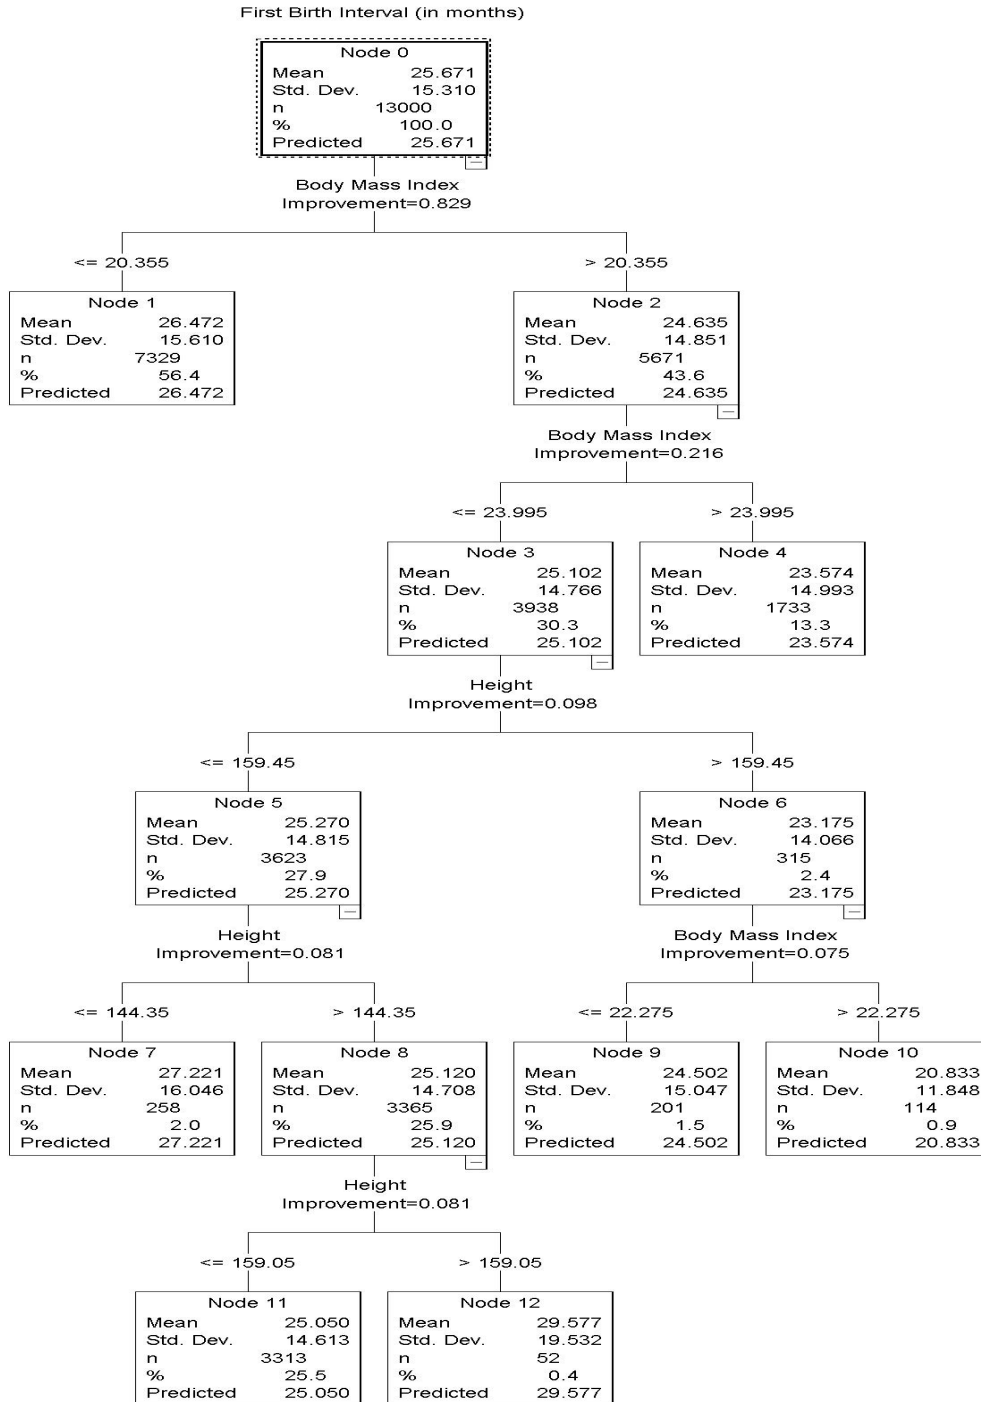 First Birth Interval (in months)
Node 0
Mean 25.671
Std. Dev. 15.310
n 13000
% 100.0
Predicted 25.671
Body Mass Index
Improvement=0.829
<= 20.355
> 20.355
Node 1
Mean 26.472
Std. Dev. 15.610
n 7329
% 56.4
Predicted 26.472
Node 2
Mean 24.635
Std. Dev. 14.851
n 5671
% 43.6
Predicted 24.635
Body Mass Index
Improvement=0.216
<= 23.995
> 23.995
Node 3
Mean 25.102
Std. Dev. 14.766
n 3938
% 30.3
Predicted 25.102
Node 4
Mean 23.574
Std. Dev. 14.993
n 1733
% 13.3
Predicted 23.574
Height
Improvement=0.098
<= 159.45
> 159.45
Node 5
Mean 25.270
Std. Dev. 14.815
n 3623
% 27.9
Predicted 25.270
Node 6
Mean 23.175
Std. Dev. 14.066
n 315
% 2.4
Predicted 23.175
Height
Improvement=0.081
Body Mass Index
Improvement=0.075
<= 144.35
> 144.35
<= 22.275
> 22.275
Node 7
Mean 27.221
Std. Dev. 16.046
n 258
% 2.0
Predicted 27.221
Node 8
Mean 25.120
Std. Dev. 14.708
n 3365
% 25.9
Predicted 25.120
Node 9
Mean 24.502
Std. Dev. 15.047
n 201
% 1.5
Predicted 24.502
Node 10
Mean 20.833
Std. Dev. 11.848
n 114
% 0.9
Predicted 20.833
Height
Improvement=0.081
<= 159.05
> 159.05
Node 11
Mean 25.050
Std. Dev. 14.613
n 3313
% 25.5
Predicted 25.050
Node 12
Mean 29.577
Std. Dev. 19.532
n 52
% 0.4
Predicted 29.577